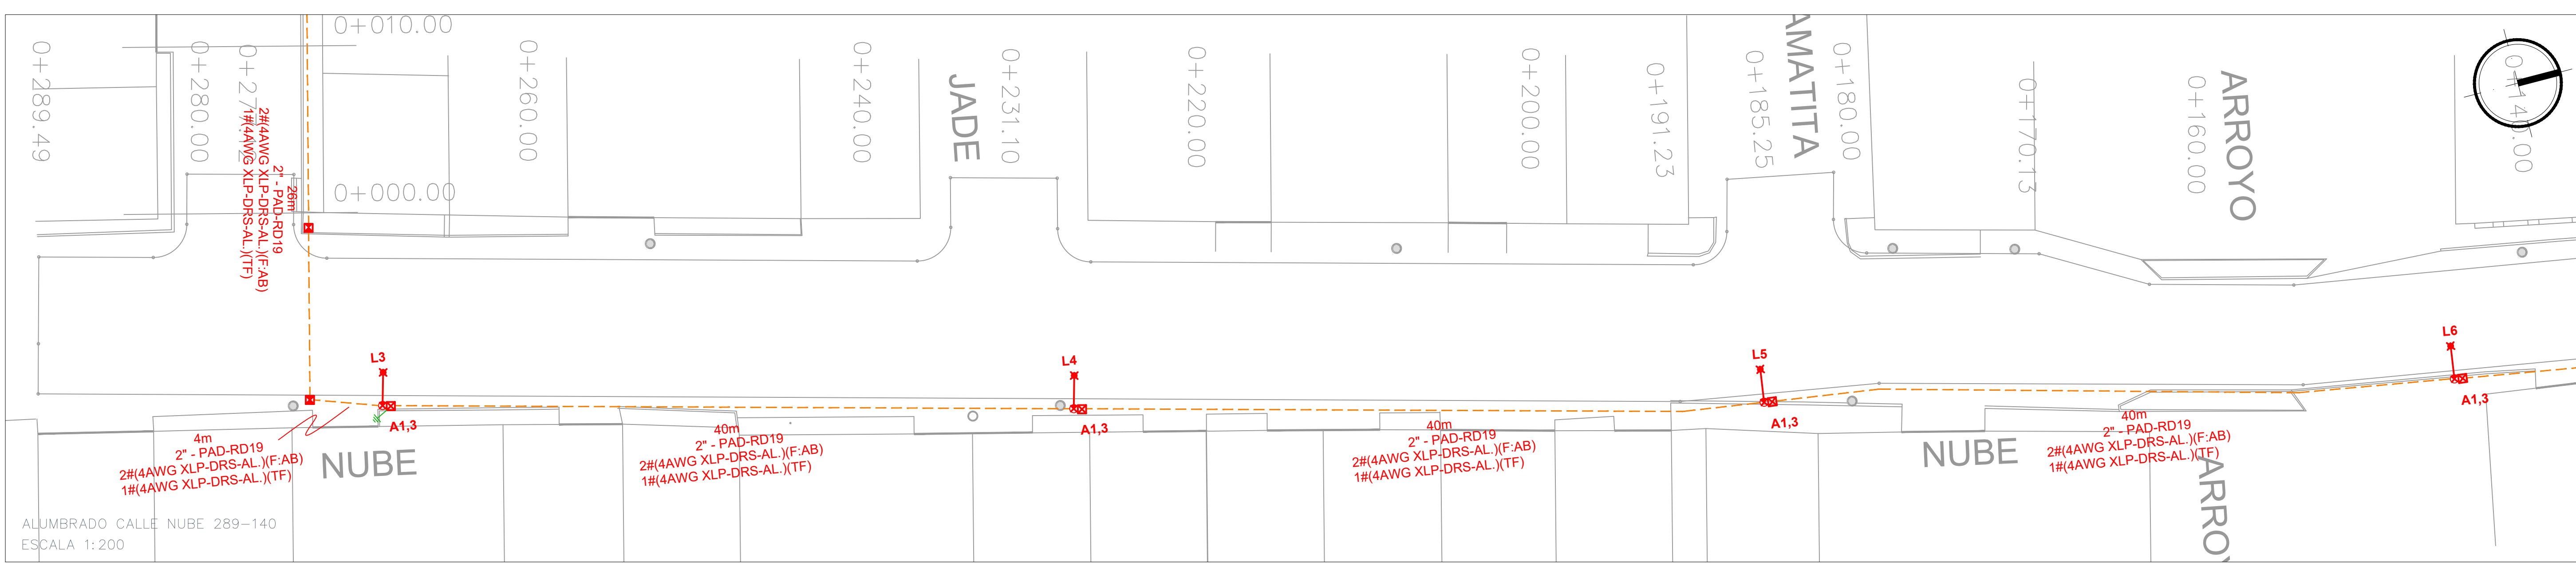 0+010.00
0+289.49
0+280.00
0+260.00
0+240.00
JADE
0+231.10
0+220.00
0+200.00
0+191.23
0+185.25
AMATITA
0+180.00
0+170.13
0+160.00
ARROYO
0+140.00
26m
2" - PAD-RD19
2#(4AWG XLP-DRS-AL.)(F:AB)
1#(4AWG XLP-DRS-AL.)(TF)
0+000.00
L3
L4
L5
L6
A1,3
A1,3
A1,3
A1,3
4m
2" - PAD-RD19
2#(4AWG XLP-DRS-AL.)(F:AB)
1#(4AWG XLP-DRS-AL.)(TF)
NUBE
40m
2" - PAD-RD19
2#(4AWG XLP-DRS-AL.)(F:AB)
1#(4AWG XLP-DRS-AL.)(TF)
40m
2" - PAD-RD19
2#(4AWG XLP-DRS-AL.)(F:AB)
1#(4AWG XLP-DRS-AL.)(TF)
NUBE
40m
2" - PAD-RD19
2#(4AWG XLP-DRS-AL.)(F:AB)
1#(4AWG XLP-DRS-AL.)(TF)
ARROY
ALUMBRADO CALLE NUBE 289-140
ESCALA 1:200